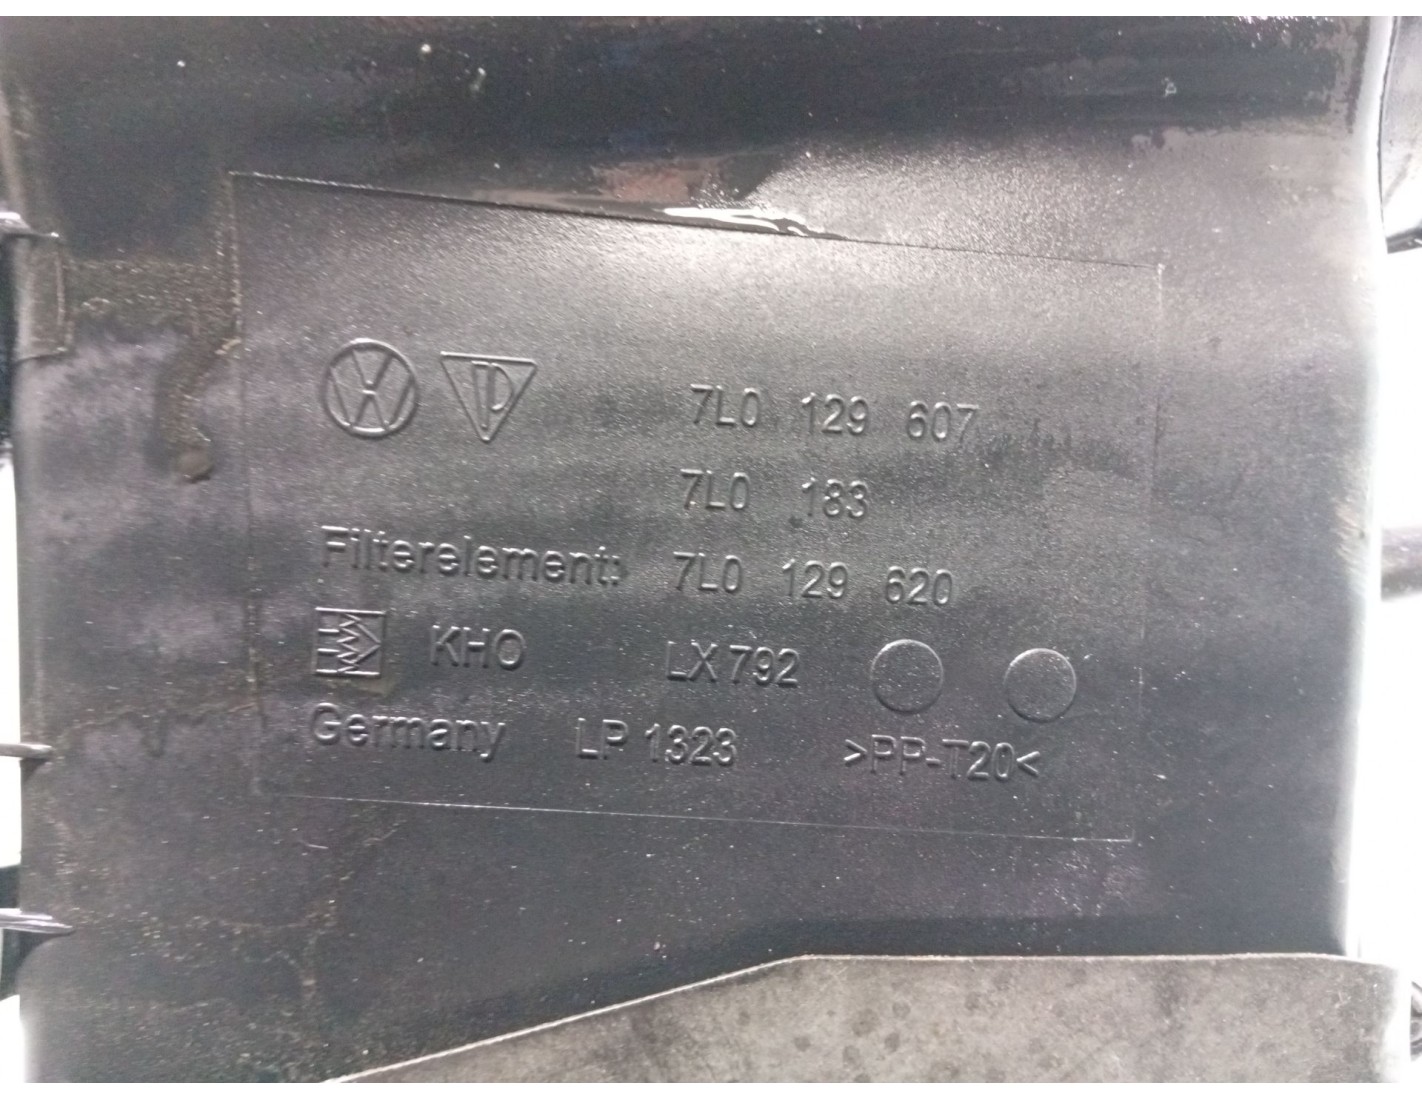 7L0 129 607
7L0 183
Filterelement: 7L0 129 620
KHO LX 792
Germany LP 1323 >PP-T20<